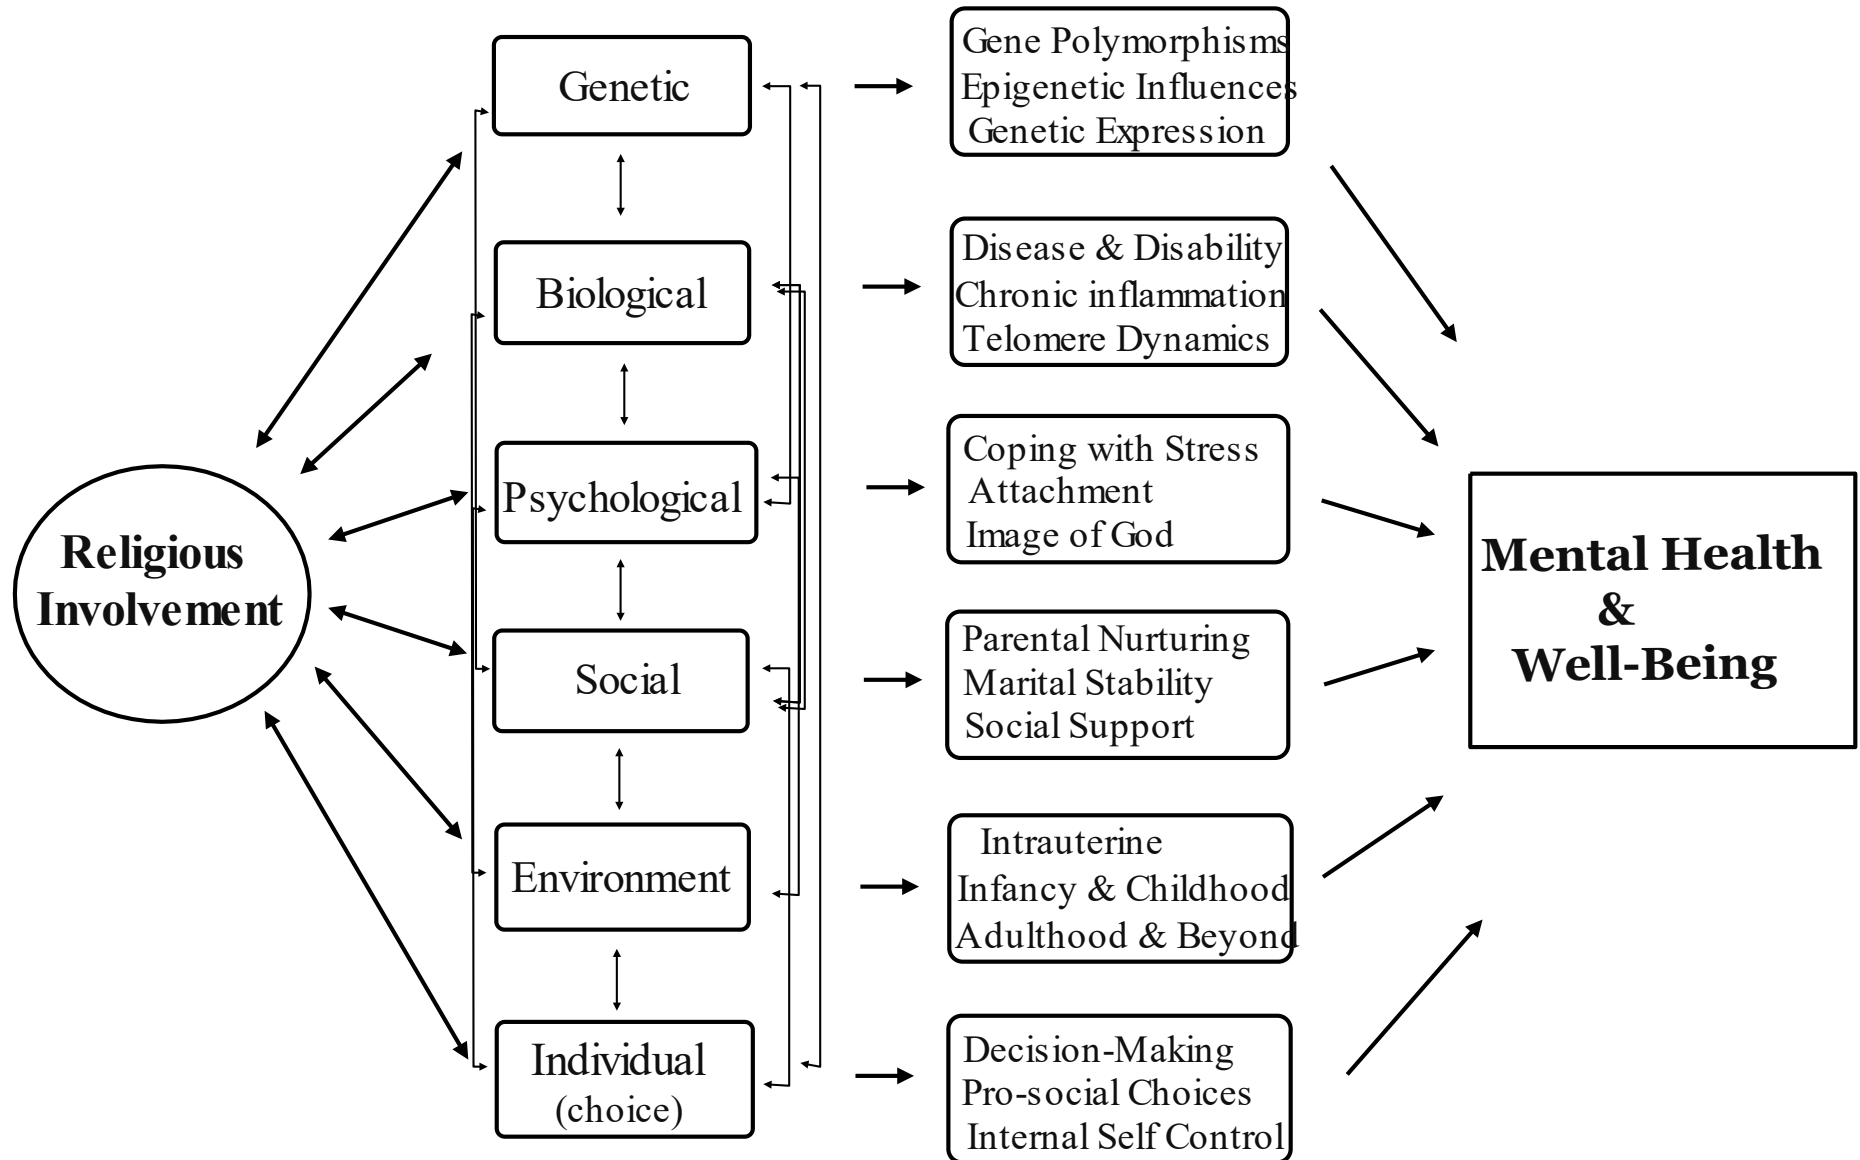 Religious
Involvement
Genetic
Biological
Psychological
Social
Environment
Individual
(choice)
Gene Polymorphisms
Epigenetic Influences
Genetic Expression
Disease & Disability
Chronic inflammation
Telomere Dynamics
Coping with Stress
Attachment
Image of God
Parental Nurturing
Marital Stability
Social Support
Intrauterine
Infancy & Childhood
Adulthood & Beyond
Decision-Making
Pro-social Choices
Internal Self Control
Mental Health
&
Well-Being